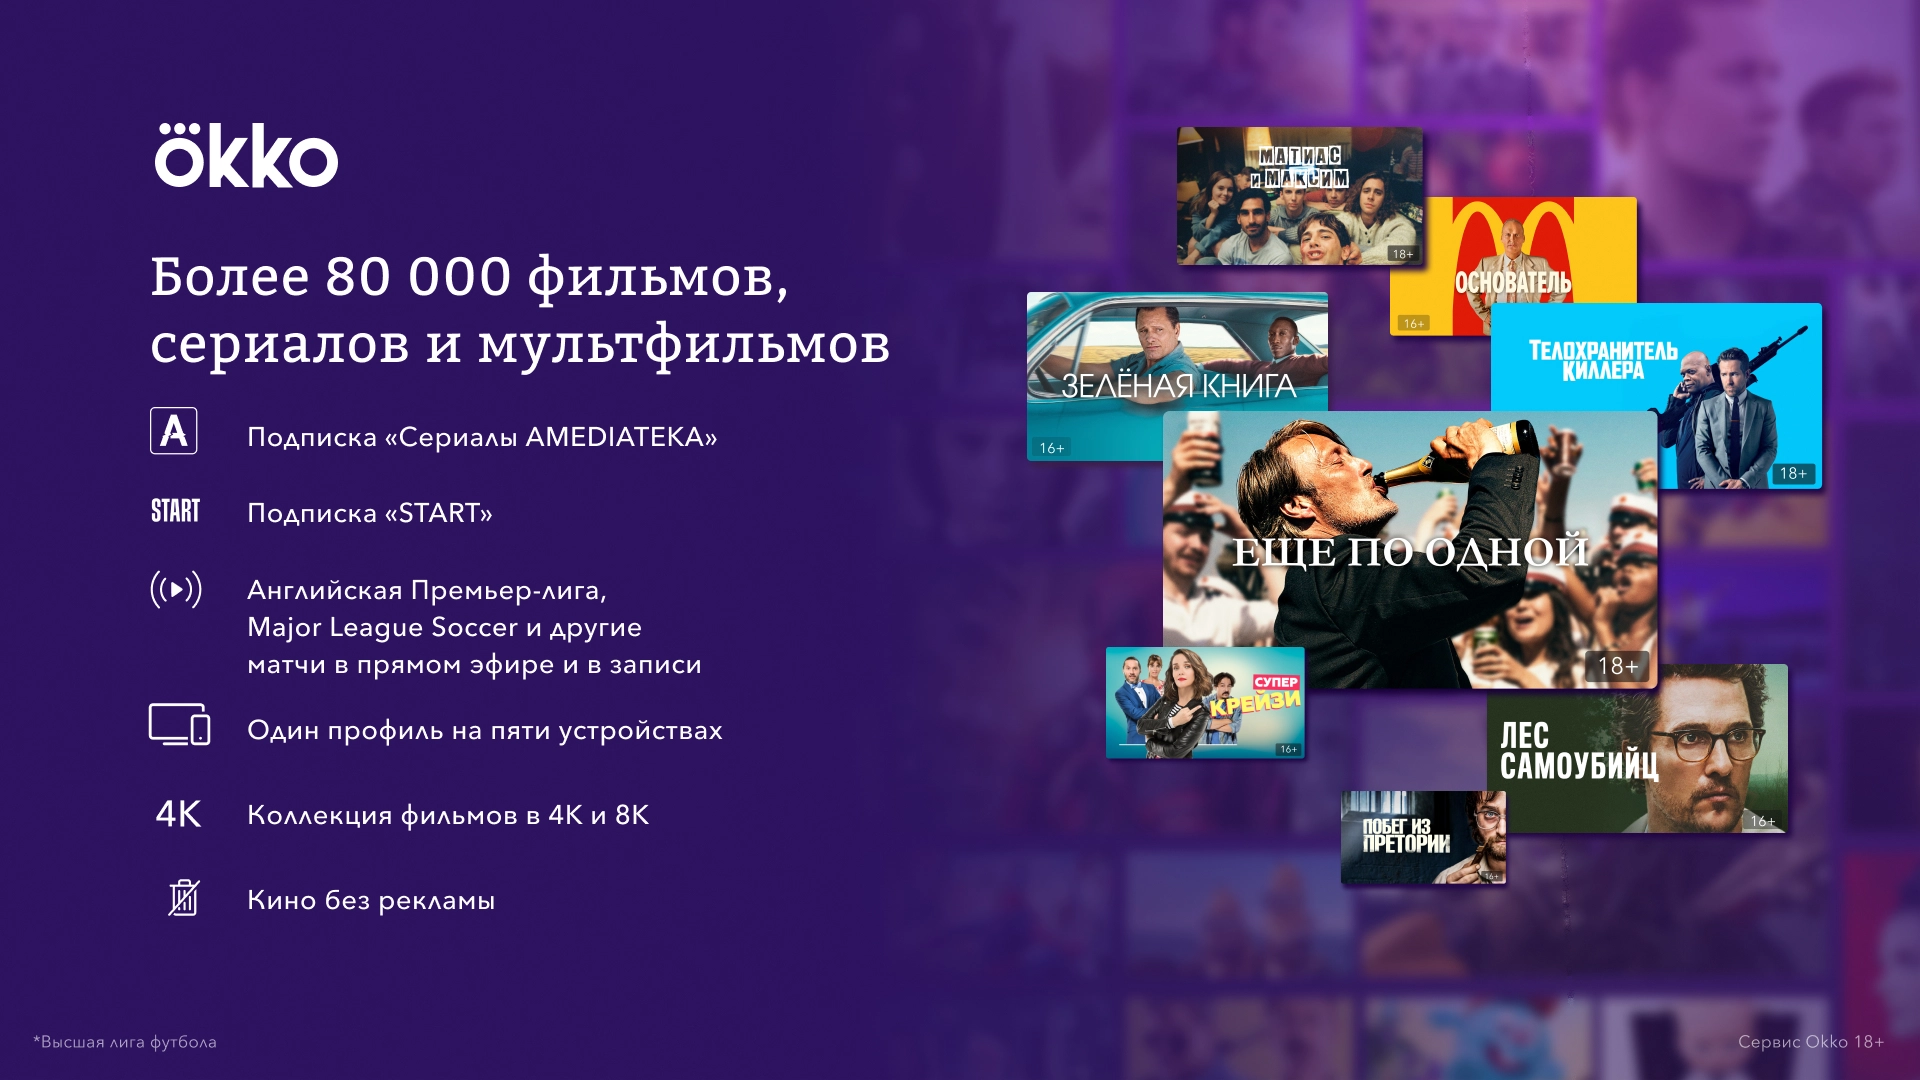 okko
Более 80 000 фильмов,
сериалов и мультфильмов
A
Подписка «Сериалы AMEDIATEKA»
START
Подписка «START»
Английская Премьер-лига,
Major League Soccer и другие
матчи в прямом эфире и в записи
Один профиль на пяти устройствах
4K
Коллекция фильмов в 4K и 8K
Кино без рекламы
*Высшая лига футбола
МАТИАС
И МАКСИМ
18+
ОСНОВАТЕЛЬ
16+
ЗЕЛЁНАЯ КНИГА
16+
ТЕЛОХРАНИТЕЛЬ
КИЛЛЕРА
18+
ЕЩЕ ПО ОДНОЙ
18+
СУПЕР
КРЕЙЗИ
16+
ЛЕС
САМОУБИЙЦ
16+
ПОБЕГ ИЗ
ПРЕТОРИИ
16+
Сервис Okko 18+